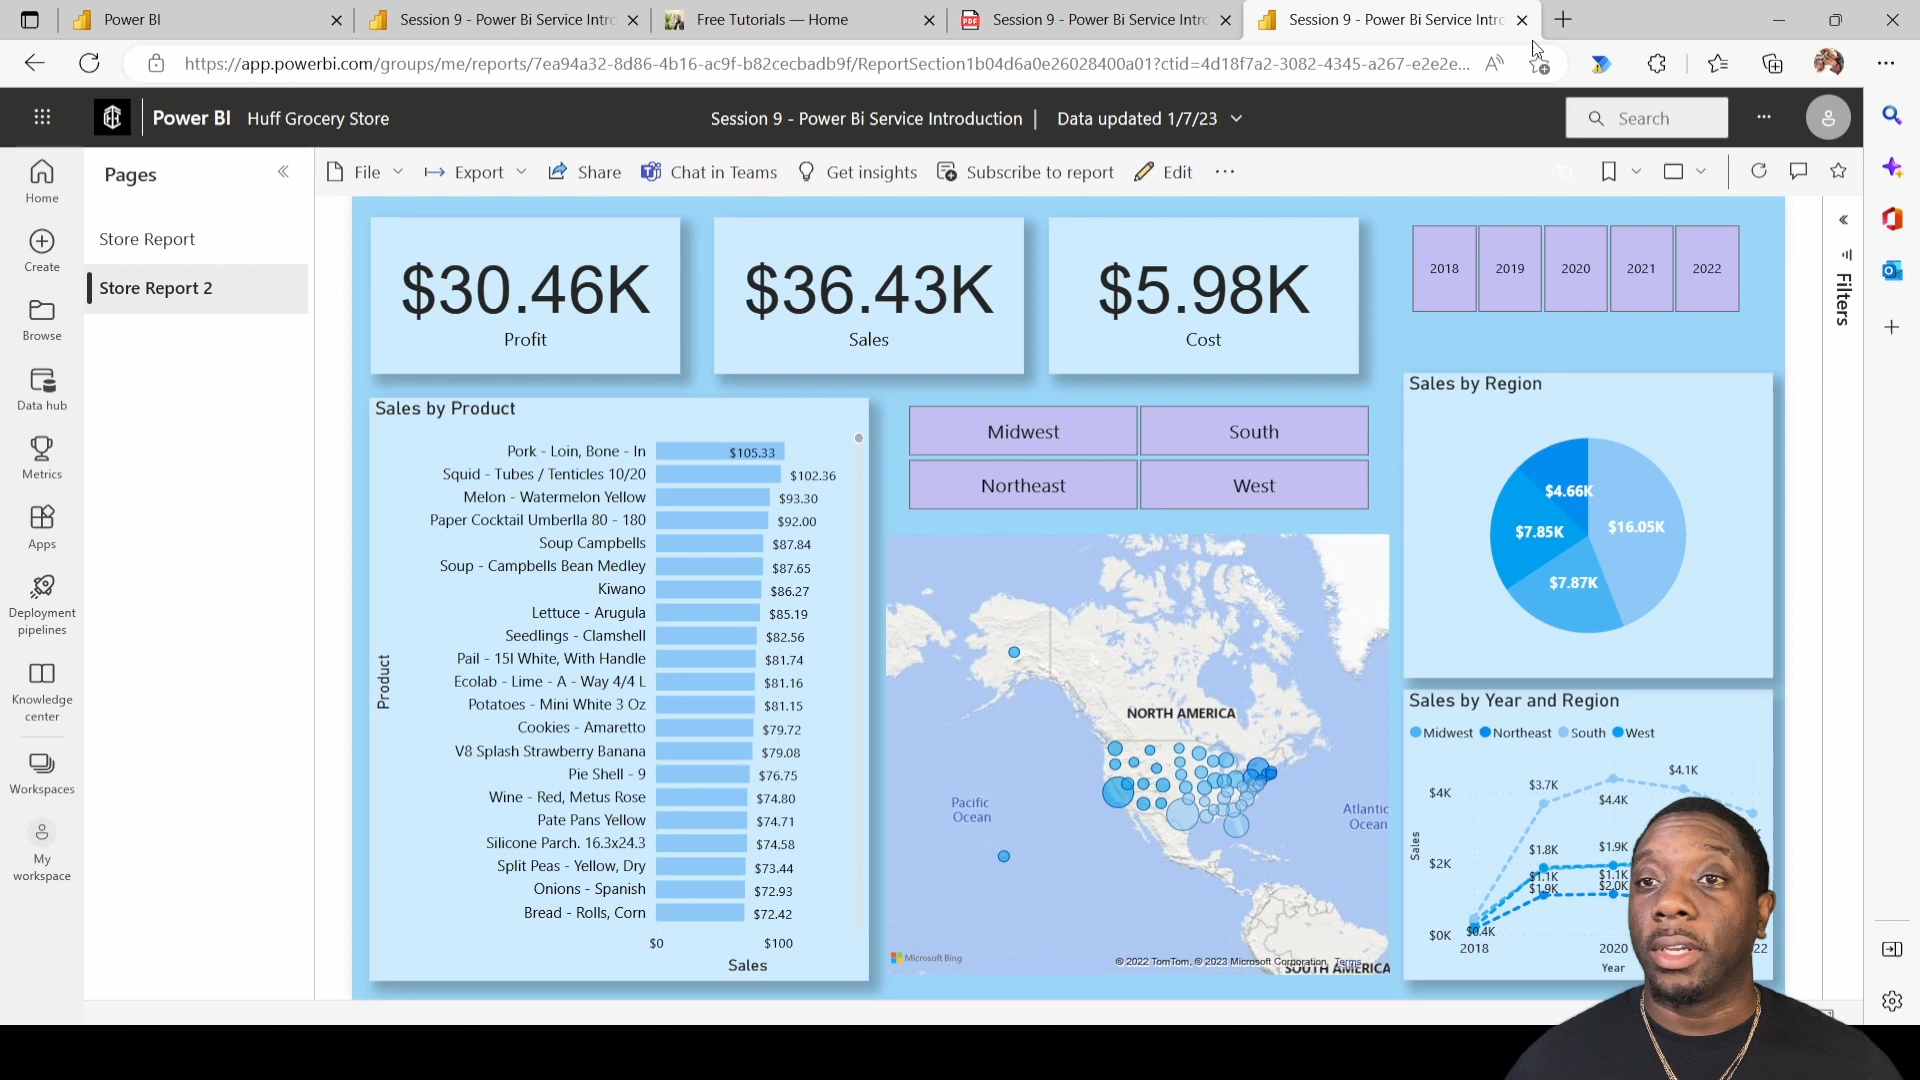 Power BI
Session 9 - Power Bi Service Intro
Free Tutorials — Home
Session 9 - Power Bi Service Intro
Session 9 - Power Bi Service Intro
https://app.powerbi.com/groups/me/reports/7ea94a32-8d86-4b16-ac9f-b82cecbadb9f/ReportSection1b04d6a0e26028400a01?ctid=4d18f7a2-3082-4345-a267-e2e2e...
Power BI Huff Grocery Store
Session 9 - Power Bi Service Introduction | Data updated 1/7/23
Search
Home
Create
Browse
Data hub
Metrics
Apps
Deployment
pipelines
Knowledge
center
Workspaces
My
workspace
Pages
Store Report
Store Report 2
File Export Share Chat in Teams Get insights Subscribe to report Edit
Filters
$30.46K
Profit
$36.43K
Sales
$5.98K
Cost
2018 2019 2020 2021 2022
Sales by Product
Product
Pork - Loin, Bone - In $105.33
Squid - Tubes / Tenticles 10/20 $102.36
Melon - Watermelon Yellow $93.30
Paper Cocktail Umberlla 80 - 180 $92.00
Soup Campbells $87.84
Soup - Campbells Bean Medley $87.65
Kiwano $86.27
Lettuce - Arugula $85.19
Seedlings - Clamshell $82.56
Pail - 15l White, With Handle $81.74
Ecolab - Lime - A - Way 4/4 L $81.16
Potatoes - Mini White 3 Oz $81.15
Cookies - Amaretto $79.72
V8 Splash Strawberry Banana $79.08
Pie Shell - 9 $76.75
Wine - Red, Metus Rose $74.80
Pate Pans Yellow $74.71
Silicone Parch. 16.3x24.3 $74.58
Split Peas - Yellow, Dry $73.44
Onions - Spanish $72.93
Bread - Rolls, Corn $72.42
$0 $100
Sales
Midwest South
Northeast West
NORTH AMERICA
Pacific
Ocean
Atlantic
Ocean
SOUTH AMERICA
Microsoft Bing
© 2022 TomTom, © 2023 Microsoft Corporation Terms
Sales by Region
$4.66K
$16.05K
$7.85K
$7.87K
Sales by Year and Region
Midwest Northeast South West
Sales
$4K
$2K
$0K
$3.7K
$4.4K
$4.1K
$1.8K
$1.9K
$1.1K
$1.9K
$1.1K
$2.0K
$0.4K
2018 2020 22
Year